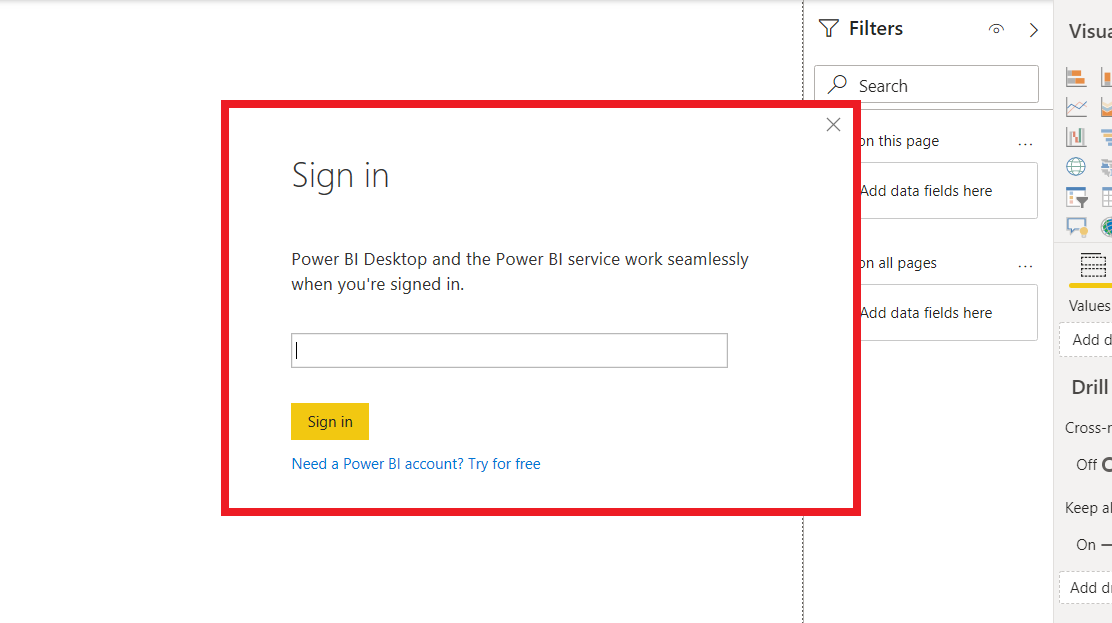 Filters
Visua
Search
Sign in
Power BI Desktop and the Power BI service work seamlessly
when you're signed in.
Sign in
Need a Power BI account? Try for free
on this page
...
Add data fields here
on all pages
...
Add data fields here
Values
Add d
Drill
Cross-r
Off
Keep al
On
Add dr